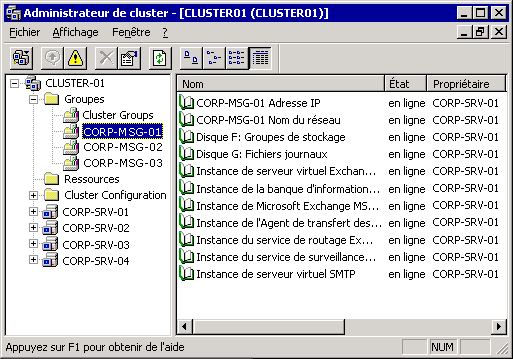 Administrateur de cluster - [CLUSTER01 (CLUSTER01)]
Fichier Affichage Fenêtre ?
CLUSTER-01
Groupes
Cluster Groups
CORP-MSG-01
CORP-MSG-02
CORP-MSG-03
Ressources
Cluster Configuration
CORP-SRV-01
CORP-SRV-02
CORP-SRV-03
CORP-SRV-04
Nom État Propriétaire
CORP-MSG-01 Adresse IP en ligne CORP-SRV-01
CORP-MSG-01 Nom du réseau en ligne CORP-SRV-01
Disque F: Groupes de stockage en ligne CORP-SRV-01
Disque G: Fichiers journaux en ligne CORP-SRV-01
Instance de serveur virtuel Exchan... en ligne CORP-SRV-01
Instance de la banque d'information... en ligne CORP-SRV-01
Instance de Microsoft Exchange MS... en ligne CORP-SRV-01
Instance de l'Agent de transfert des... en ligne CORP-SRV-01
Instance du service de routage Ex... en ligne CORP-SRV-01
Instance du service de surveillance... en ligne CORP-SRV-01
Instance de serveur virtuel SMTP en ligne CORP-SRV-01
Appuyez sur F1 pour obtenir de l'aide NUM